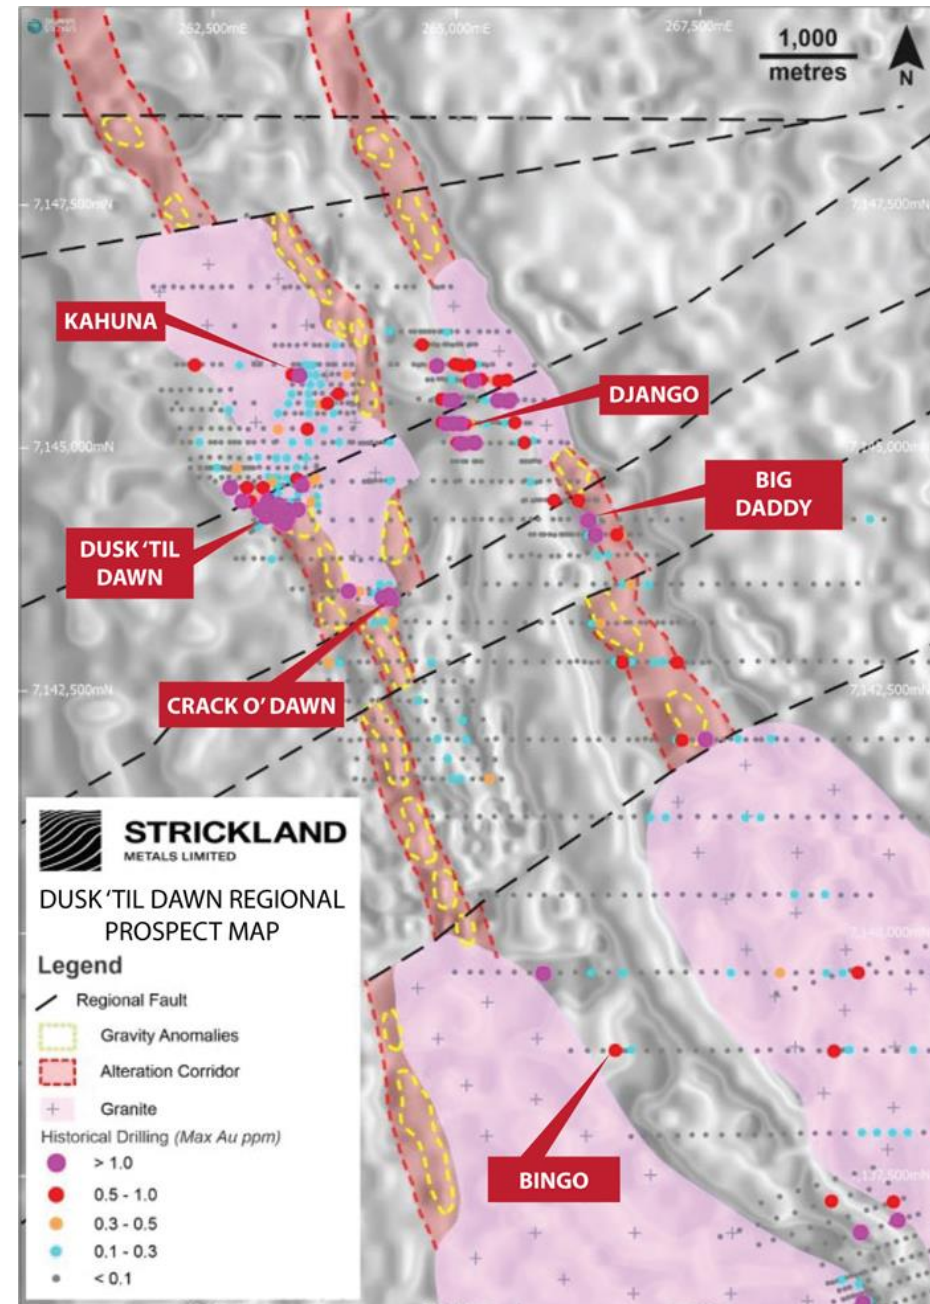 262,500mE
265,000mE
267,500mE
1,000
metres
N
7,147,500mN
7,147,500mN
KAHUNA
DJANGO
7,145,000mN
7,145,000mN
BIG
DADDY
DUSK ‘TIL
DAWN
CRACK O’ DAWN
7,142,500mN
7,142,500mN
STRICKLAND
METALS LIMITED
DUSK ‘TIL DAWN REGIONAL
PROSPECT MAP
Legend
Regional Fault
Gravity Anomalies
Alteration Corridor
Granite
Historical Drilling (Max Au ppm)
> 1.0
0.5 - 1.0
0.3 - 0.5
0.1 - 0.3
< 0.1
BINGO